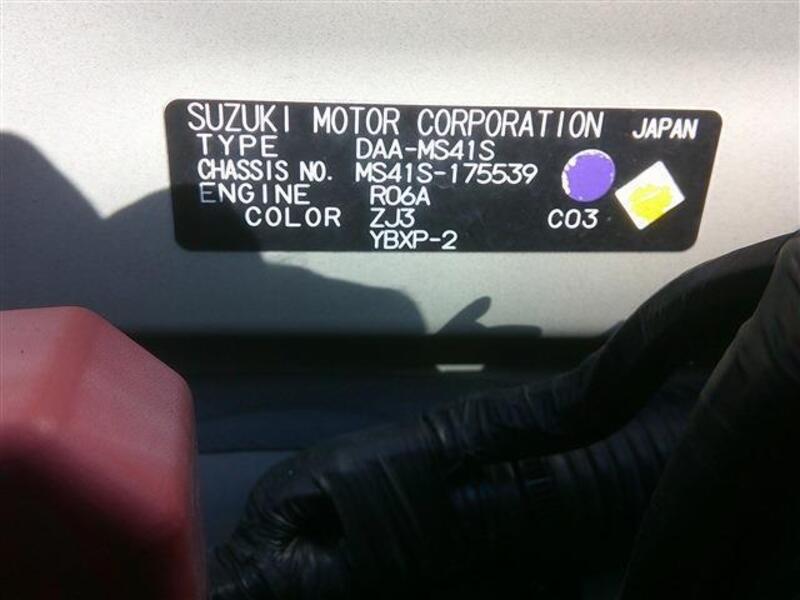 SUZUKI MOTOR CORPORATION JAPAN
TYPE DAA-MS41S
CHASSIS NO. MS41S-175539
ENGINE R06A
COLOR ZJ3 C03
YBXP-2